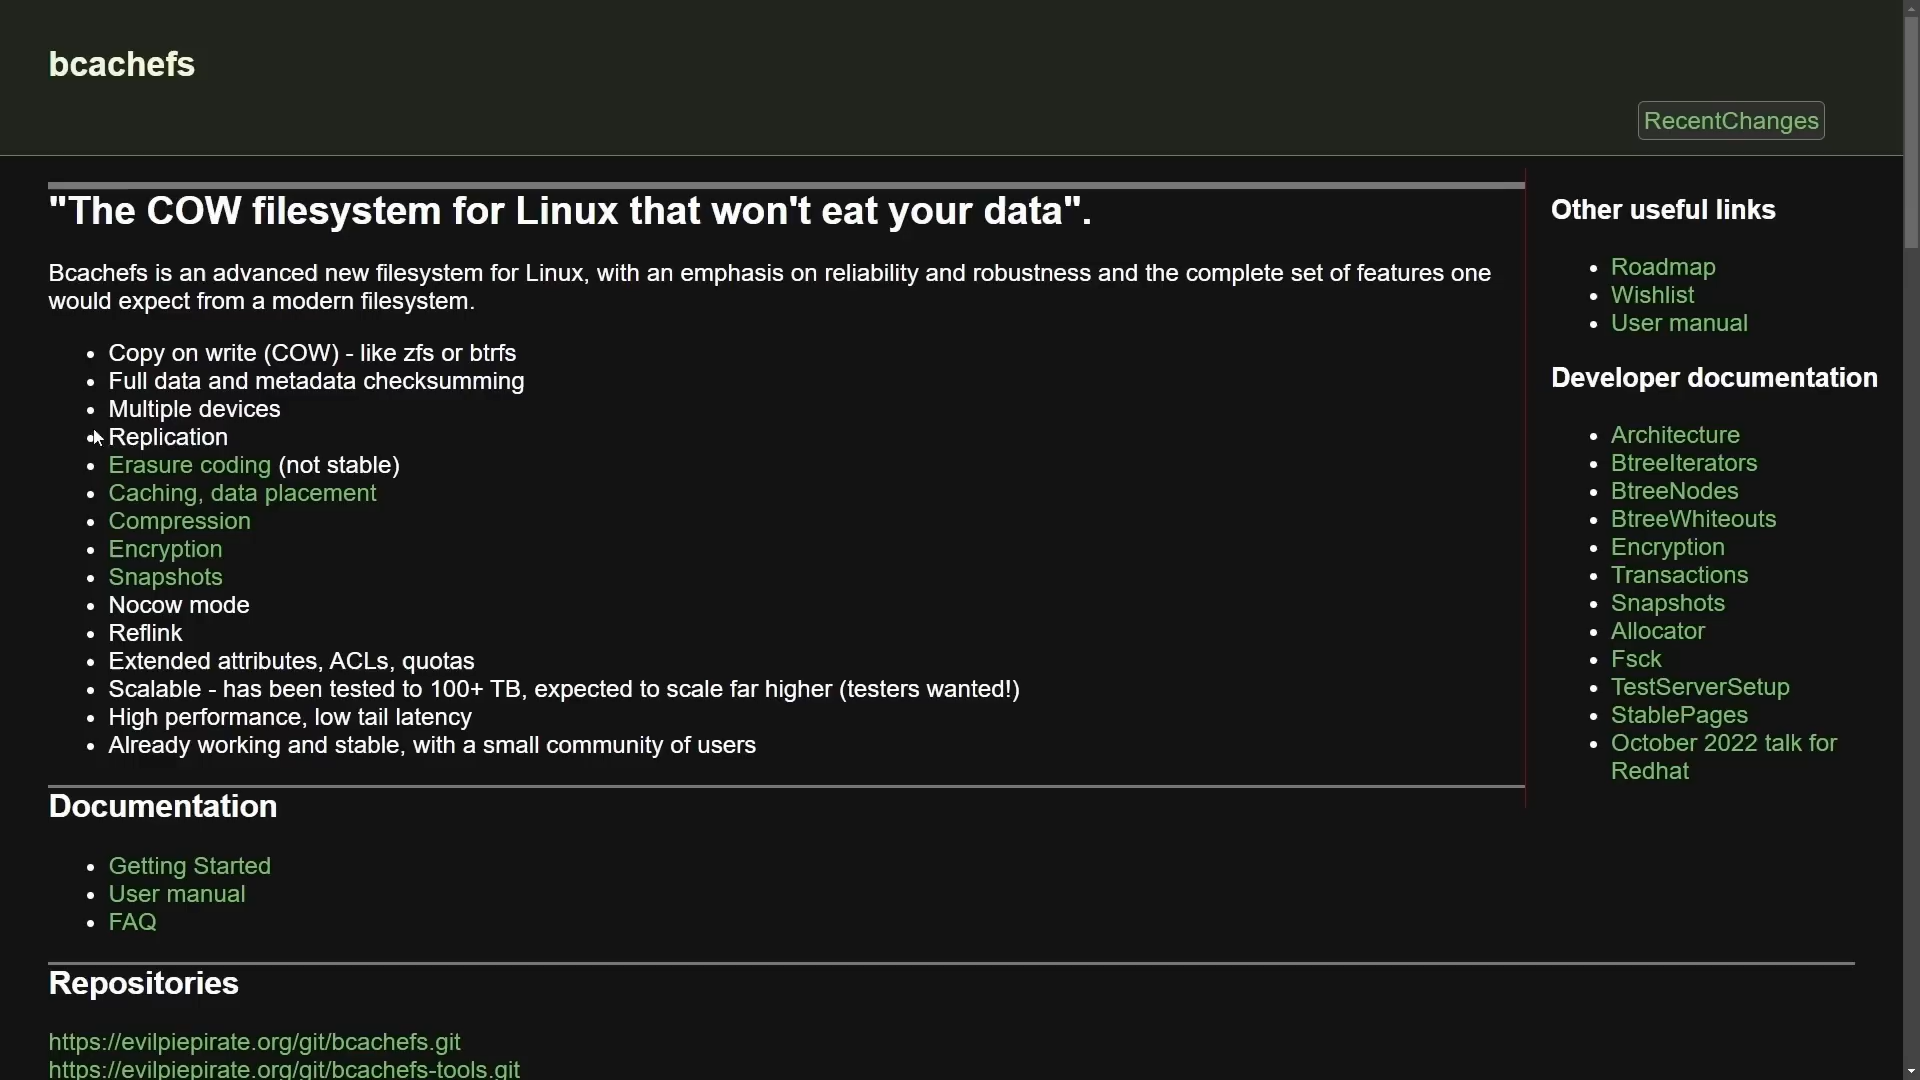 bcachefs
RecentChanges
"The COW filesystem for Linux that won't eat your data".
Bcachefs is an advanced new filesystem for Linux, with an emphasis on reliability and robustness and the complete set of features one
would expect from a modern filesystem.
Copy on write (COW) - like zfs or btrfs
Full data and metadata checksumming
Multiple devices
Replication
Erasure coding (not stable)
Caching, data placement
Compression
Encryption
Snapshots
Nocow mode
Reflink
Extended attributes, ACLs, quotas
Scalable - has been tested to 100+ TB, expected to scale far higher (testers wanted!)
High performance, low tail latency
Already working and stable, with a small community of users
Documentation
Getting Started
User manual
FAQ
Repositories
https://evilpiepirate.org/git/bcachefs.git
https://evilpiepirate.org/git/bcachefs-tools.git
Other useful links
Roadmap
Wishlist
User manual
Developer documentation
Architecture
BtreeIterators
BtreeNodes
BtreeWhiteouts
Encryption
Transactions
Snapshots
Allocator
Fsck
TestServerSetup
StablePages
October 2022 talk for
Redhat